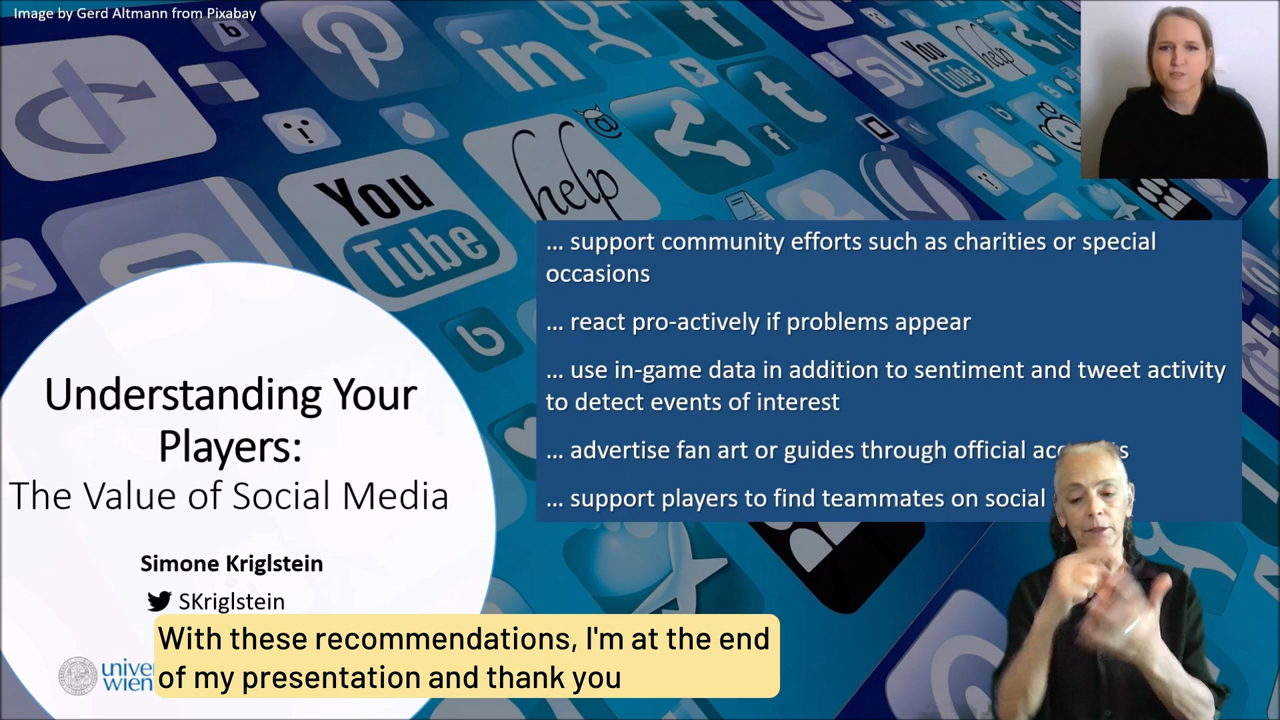 Image by Gerd Altmann from Pixabay
You
Tube
help
in
You
Tube
help
... support community efforts such as charities or special
occasions
... react pro-actively if problems appear
... use in-game data in addition to sentiment and tweet activity
to detect events of interest
... advertise fan art or guides through official
... support players to find teammates on social
Understanding Your
Players:
The Value of Social Media
Simone Kriglstein
SKriglstein
wien
With these recommendations, I'm at the end
of my presentation and thank you